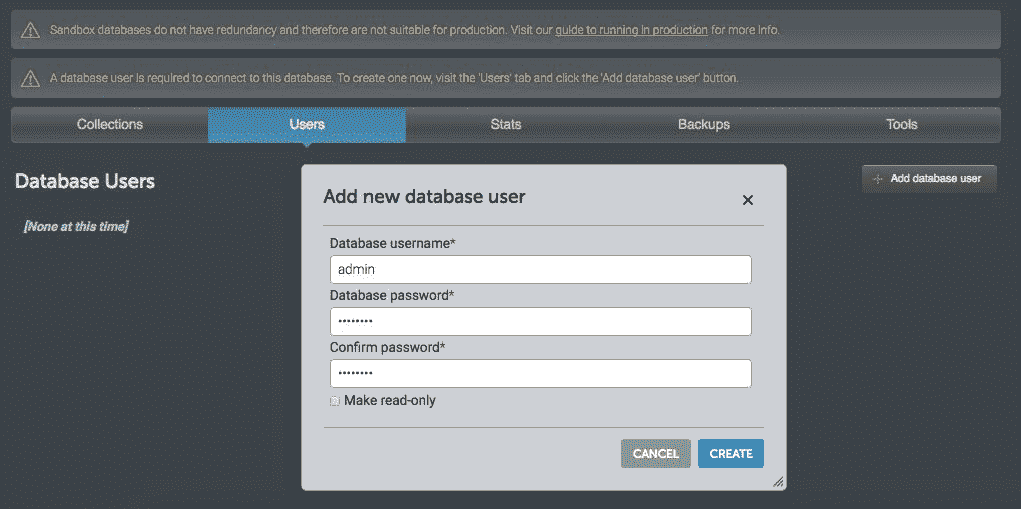 Sandbox databases do not have redundancy and therefore are not suitable for production. Visit our guide to running in production for more info.
A database user is required to connect to this database. To create one now, visit the 'Users' tab and click the 'Add database user' button.
Collections
Users
Stats
Backups
Tools
Database Users
Add database user
[None at this time]
Add new database user
Database username*
admin
Database password*
••••••••
Confirm password*
••••••••
Make read-only
CANCEL
CREATE